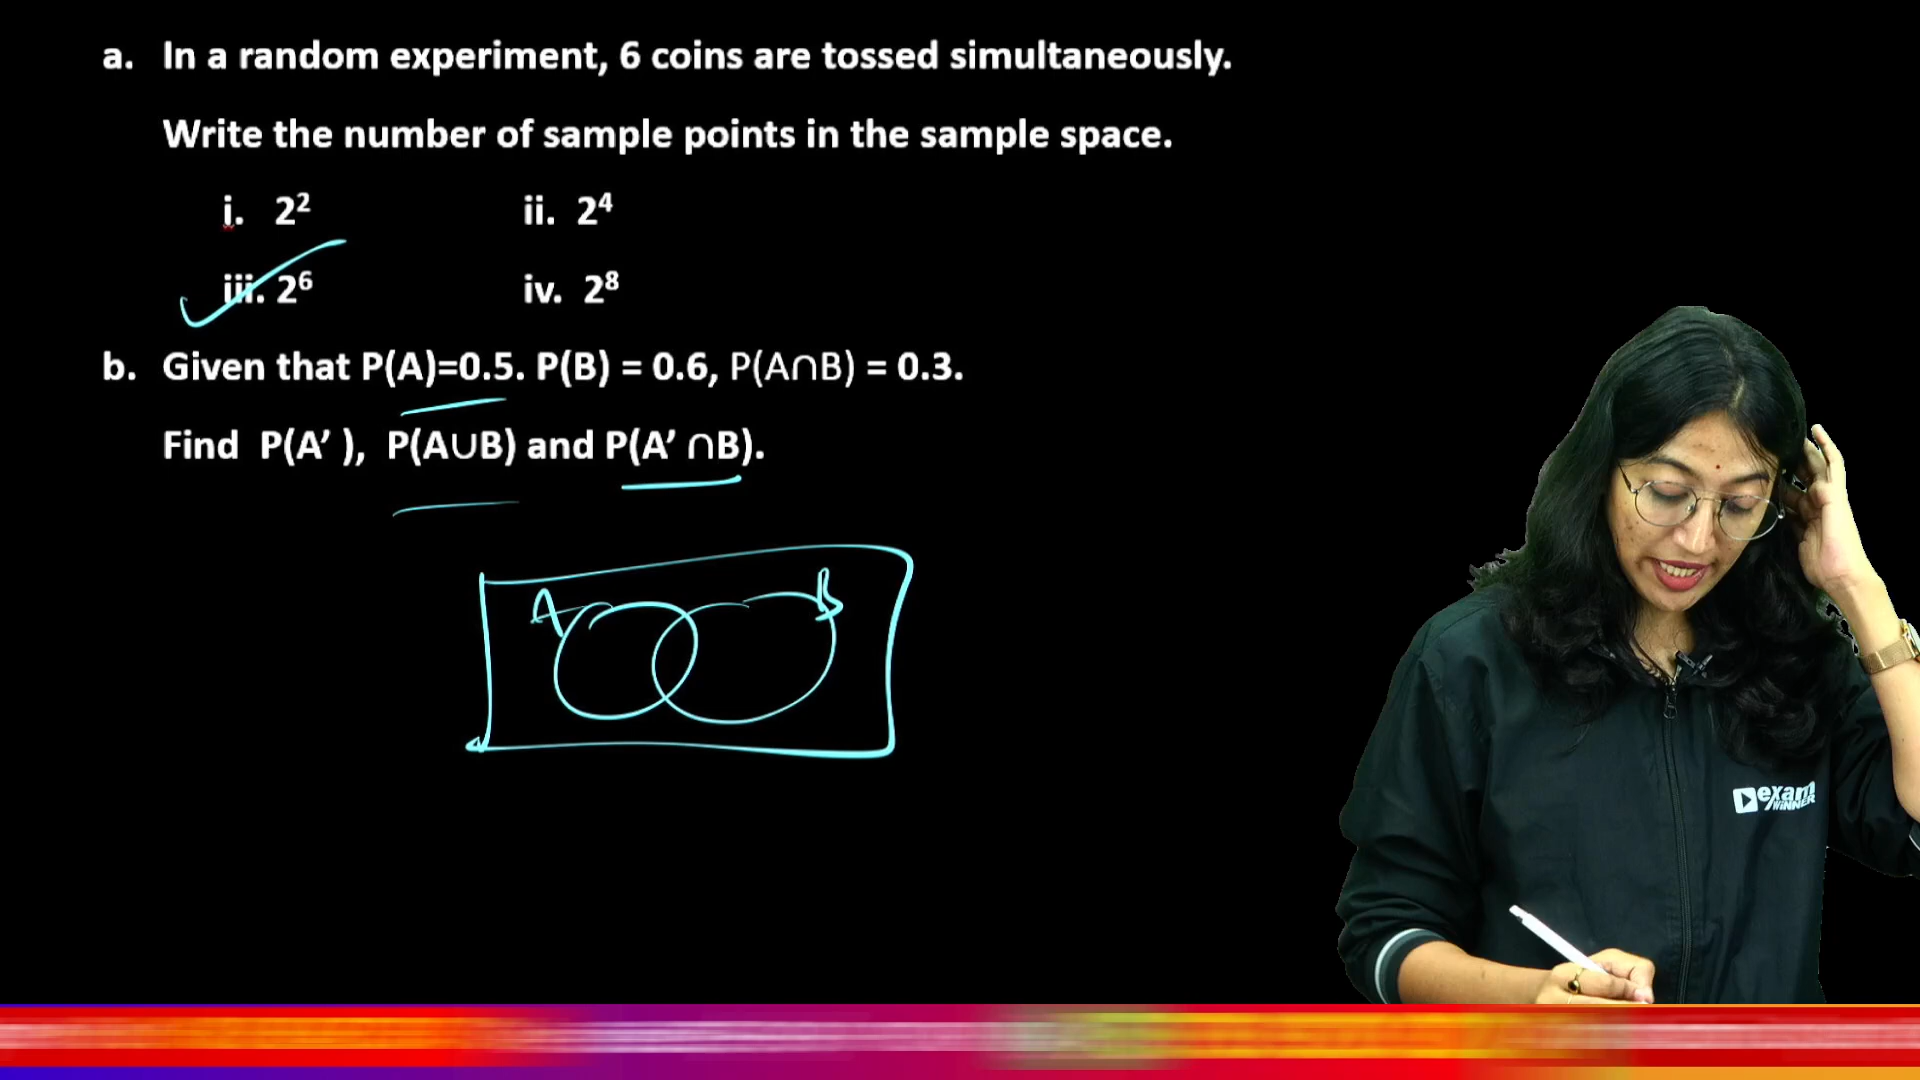 a. In a random experiment, 6 coins are tossed simultaneously.
Write the number of sample points in the sample space.
i. 2² ii. 2⁴
iii. 2⁶ iv. 2⁸
b. Given that P(A)=0.5. P(B) = 0.6, P(A∩B) = 0.3.
Find P(A’ ), P(A∪B) and P(A’ ∩B).
A B
exam
WINNER